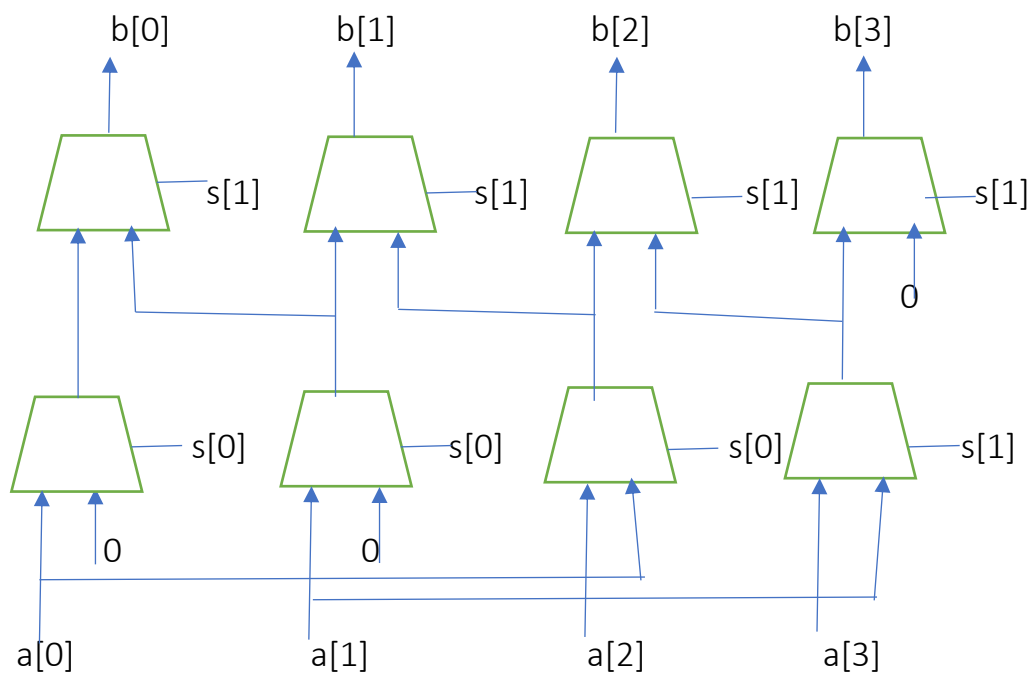 b[0] b[1] b[2] b[3]
s[1] s[1] s[1] s[1]
0
s[0] s[0] s[0] s[1]
0 0
a[0] a[1] a[2] a[3]